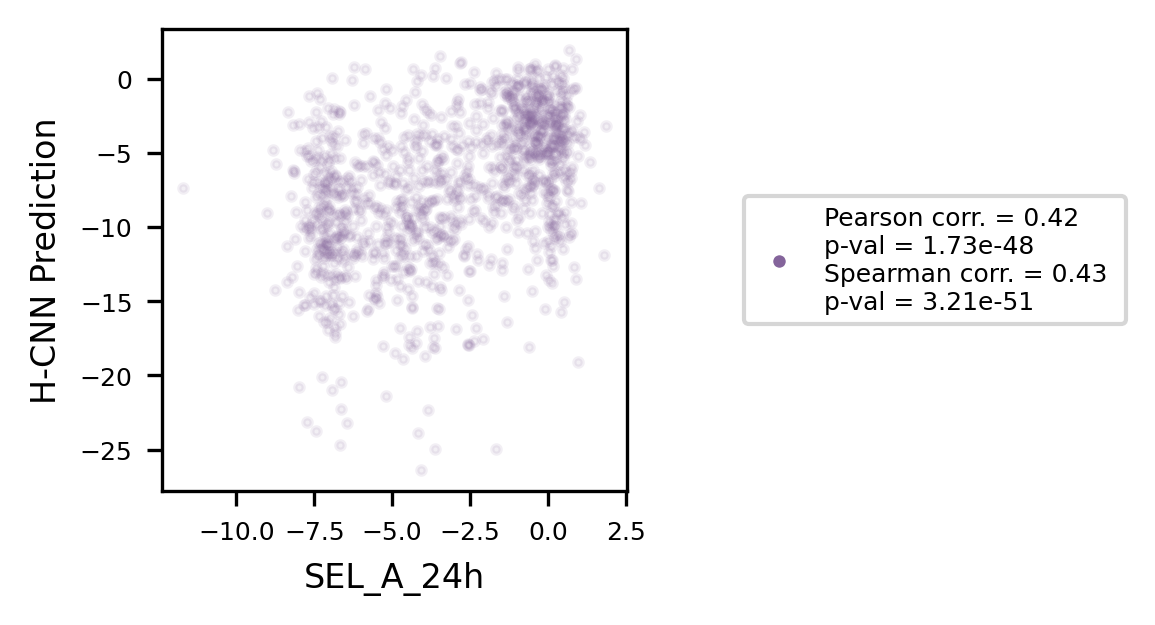 0
−5
−10
−15
−20
−25
H-CNN Prediction
−10.0 −7.5 −5.0 −2.5 0.0 2.5
SEL_A_24h
Pearson corr. = 0.42
p-val = 1.73e-48
Spearman corr. = 0.43
p-val = 3.21e-51